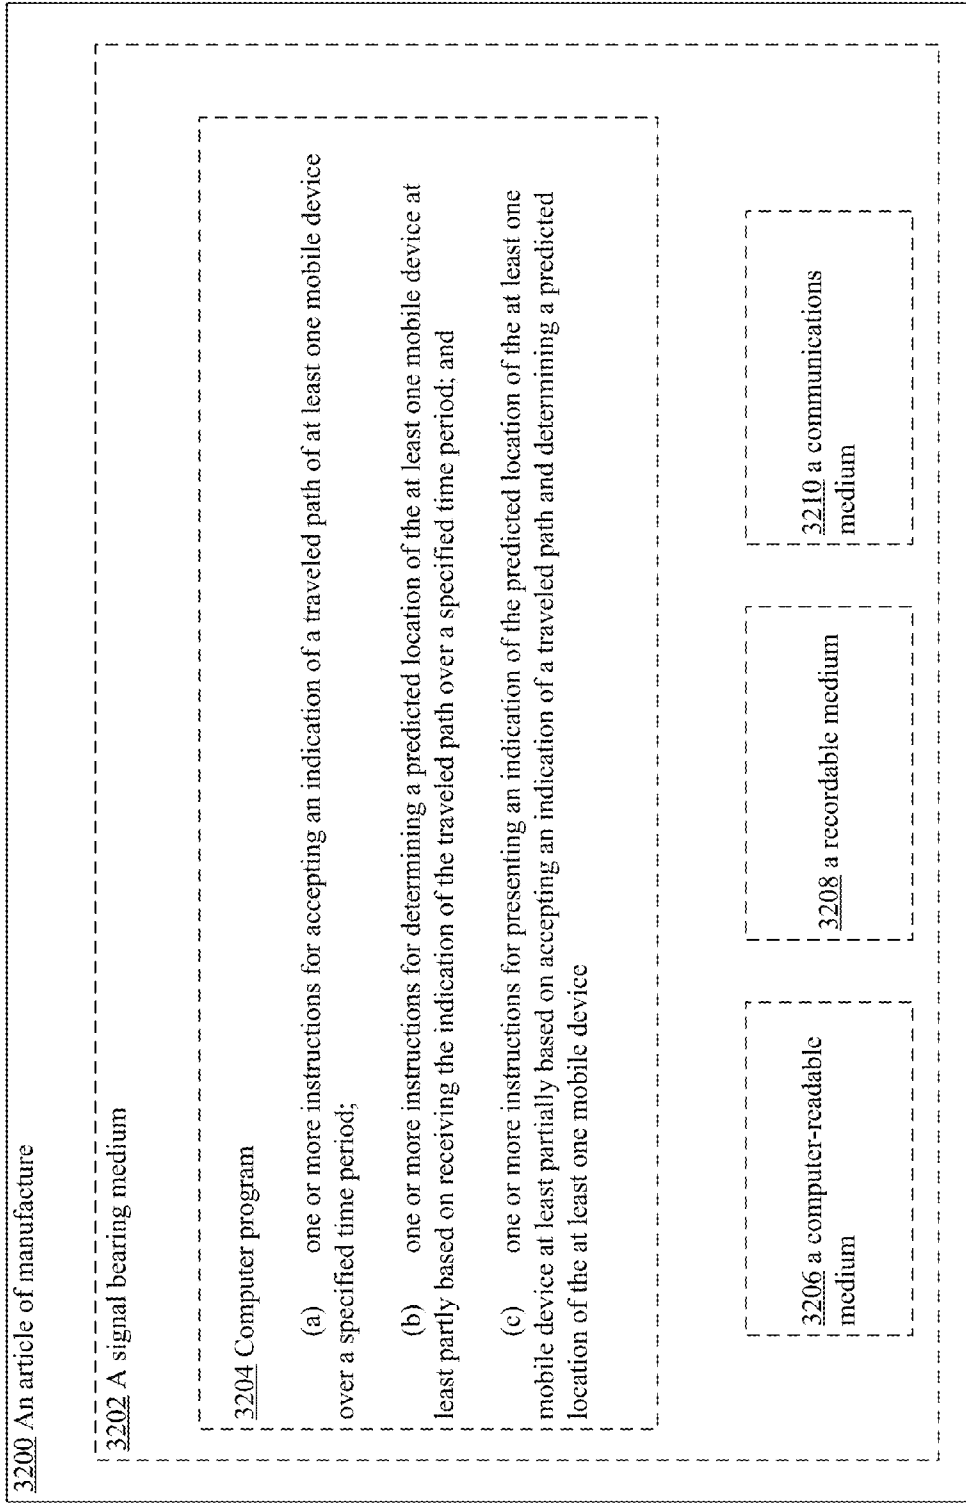 3200 An article of manufacture
3202 A signal bearing medium
3204 Computer program
(a) one or more instructions for accepting an indication of a traveled path of at least one mobile device
over a specified time period;
(b) one or more instructions for determining a predicted location of the at least one mobile device at
least partly based on receiving the indication of the traveled path over a specified time period; and
(c) one or more instructions for presenting an indication of the predicted location of the at least one
mobile device at least partially based on accepting an indication of a traveled path and determining a predicted
location of the at least one mobile device
3206 a computer-readable
medium
3208 a recordable medium
3210 a communications
medium